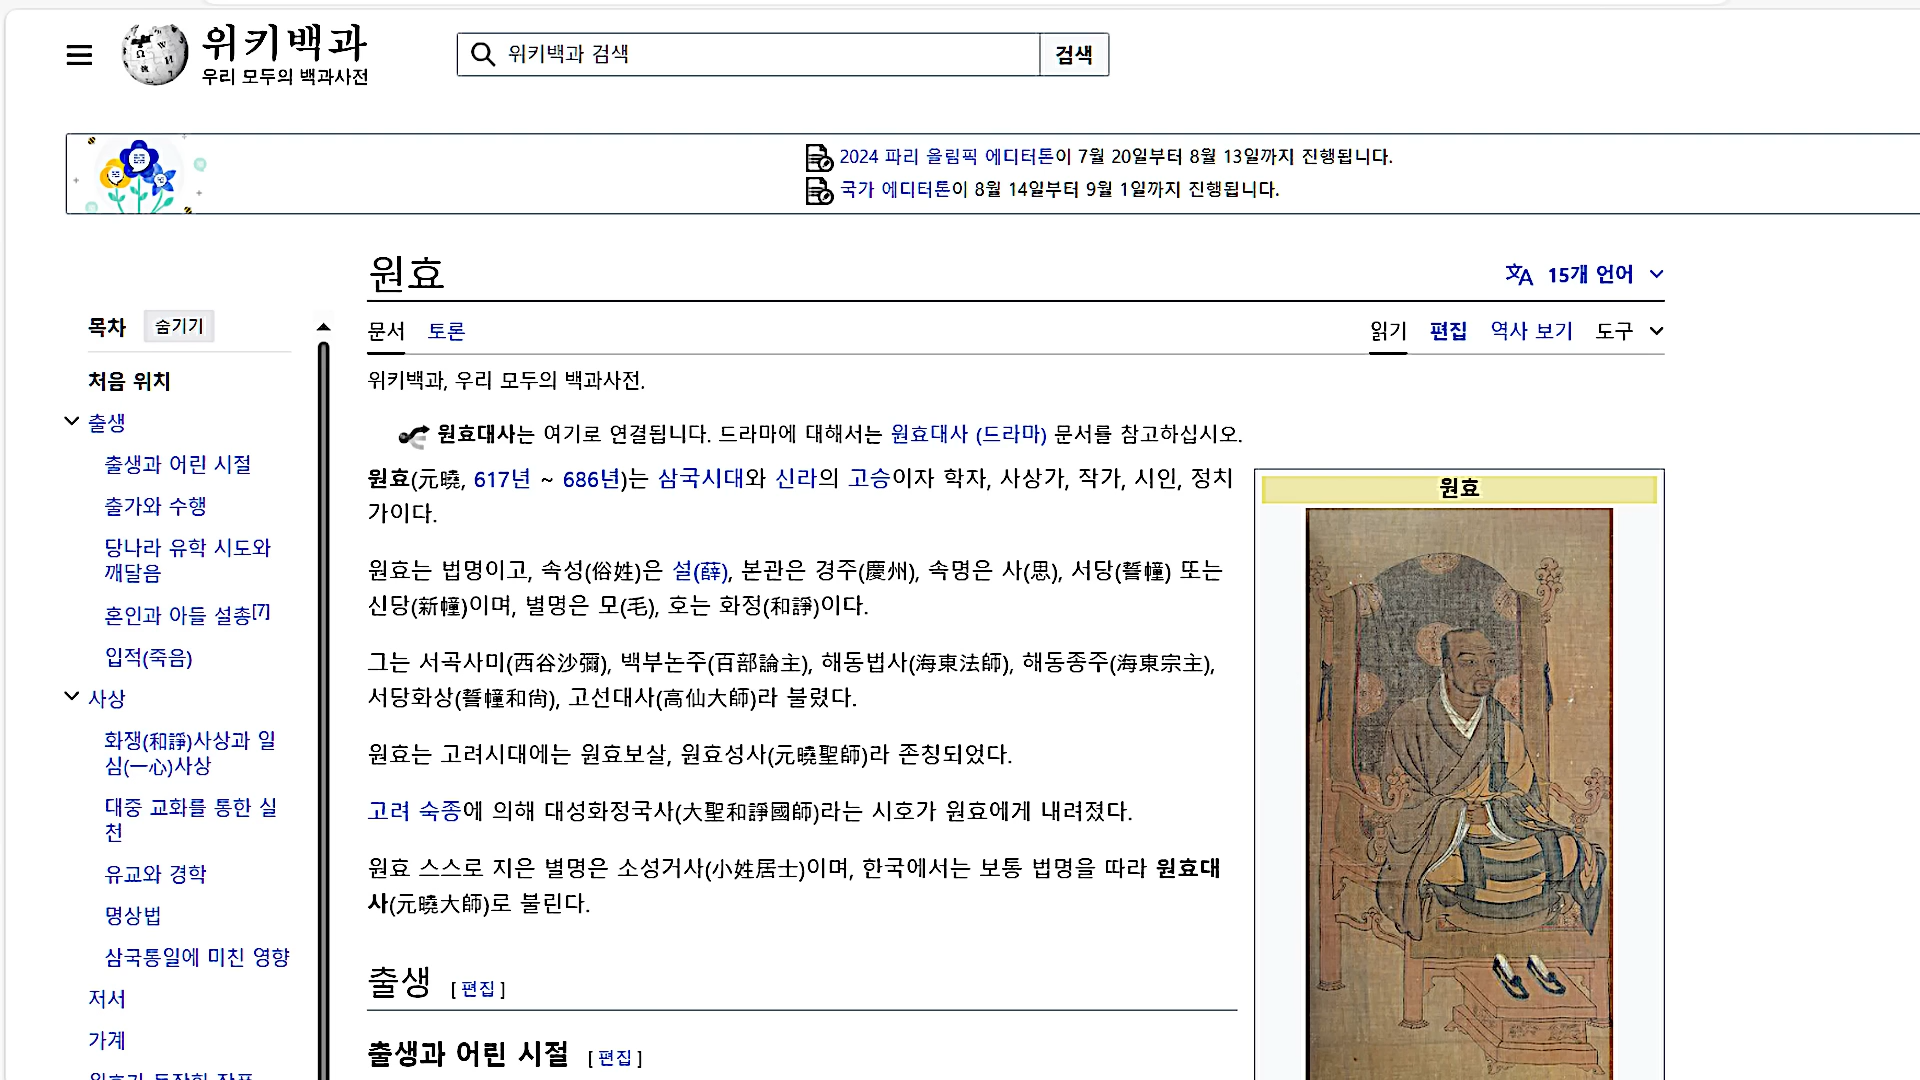 위키백과
우리 모두의 백과사전
위키백과 검색
검색
2024 파리 올림픽 에디터톤이 7월 20일부터 8월 13일까지 진행됩니다.
국가 에디터톤이 8월 14일부터 9월 1일까지 진행됩니다.
원효
15개 언어
문서 토론
읽기 편집 역사 보기 도구
위키백과, 우리 모두의 백과사전.
목차 숨기기
처음 위치
출생
출생과 어린 시절
출가와 수행
당나라 유학 시도와
깨달음
혼인과 아들 설총[7]
입적(죽음)
사상
화쟁(和諍)사상과 일
심(一心)사상
대중 교화를 통한 실
천
유교와 경학
명상법
삼국통일에 미친 영향
저서
가계
원효대사는 여기로 연결됩니다. 드라마에 대해서는 원효대사 (드라마) 문서를 참고하십시오.
원효(元曉, 617년 ~ 686년)는 삼국시대와 신라의 고승이자 학자, 사상가, 작가, 시인, 정치
가이다.
원효는 법명이고, 속성(俗姓)은 설(薛), 본관은 경주(慶州), 속명은 사(思), 서당(誓幢) 또는
신당(新幢)이며, 별명은 모(毛), 호는 화정(和諍)이다.
그는 서곡사미(西谷沙彌), 백부논주(百部論主), 해동법사(海東法師), 해동종주(海東宗主),
서당화상(誓幢和尙), 고선대사(高仙大師)라 불렸다.
원효는 고려시대에는 원효보살, 원효성사(元曉聖師)라 존칭되었다.
고려 숙종에 의해 대성화정국사(大聖和諍國師)라는 시호가 원효에게 내려졌다.
원효 스스로 지은 별명은 소성거사(小姓居士)이며, 한국에서는 보통 법명을 따라 원효대
사(元曉大師)로 불린다.
출생 [편집]
출생과 어린 시절 [편집]
원효